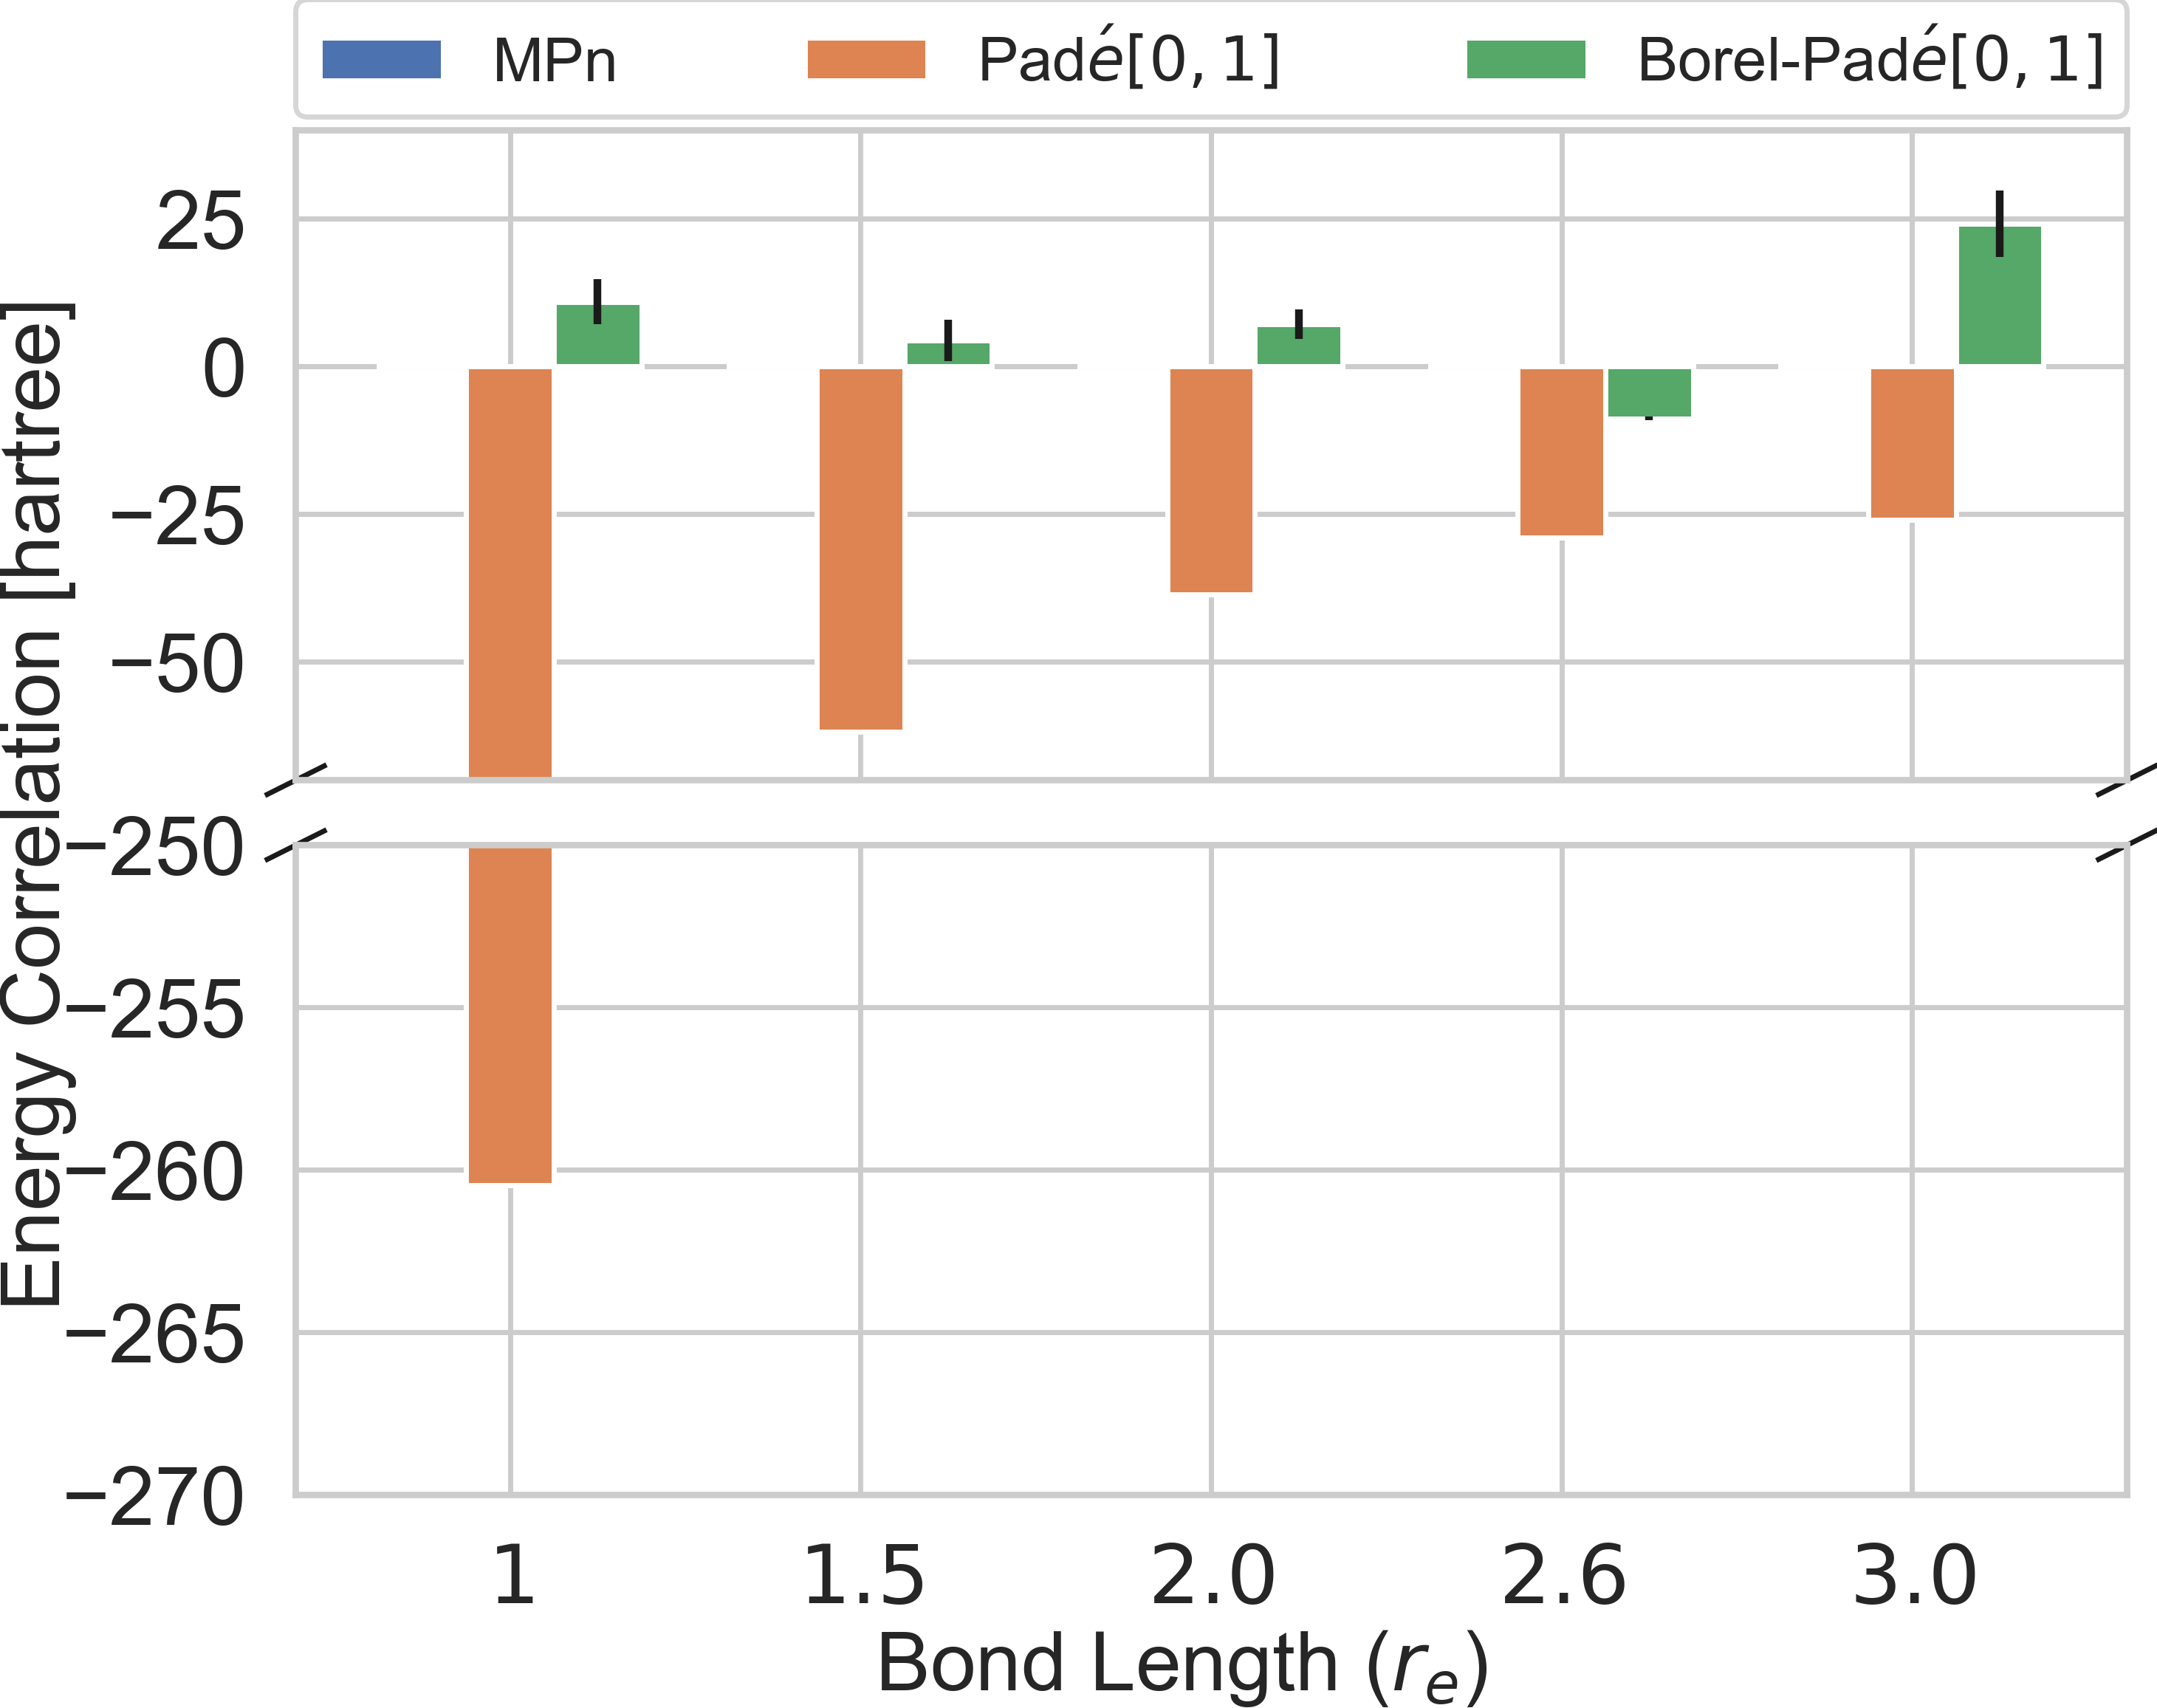 MPn Padé[0, 1] Borel-Padé[0, 1]
25
0
−25
−50
−250
−255
−260
−265
−270
Energy Correlation [hartree]
1 1.5 2.0 2.6 3.0
Bond Length (rₑ)